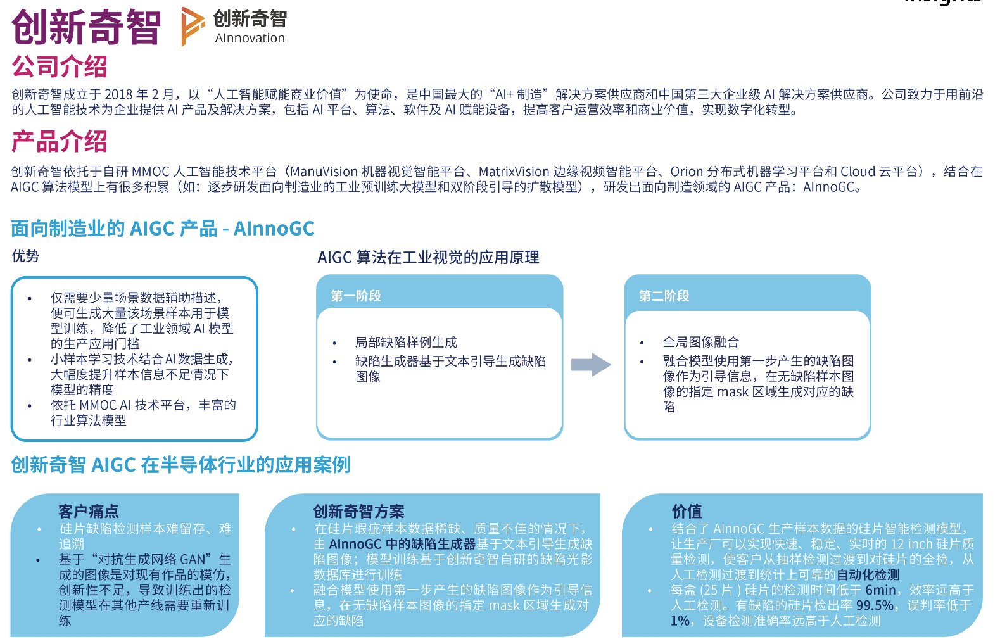 insights
创新奇智
创新奇智
AInnovation
公司介绍
创新奇智成立于 2018 年 2 月，以“人工智能赋能商业价值”为使命，是中国最大的“AI+ 制造”解决方案供应商和中国第三大企业级 AI 解决方案供应商。公司致力于用前沿
的人工智能技术为企业提供 AI 产品及解决方案，包括 AI 平台、算法、软件及 AI 赋能设备，提高客户运营效率和商业价值，实现数字化转型。
产品介绍
创新奇智依托于自研 MMOC 人工智能技术平台（ManuVision 机器视觉智能平台、MatrixVision 边缘视频智能平台、Orion 分布式机器学习平台和 Cloud 云平台），结合在
AIGC 算法模型上有很多积累（如：逐步研发面向制造业的工业预训练大模型和双阶段引导的扩散模型），研发出面向制造领域的 AIGC 产品：AInnoGC。
面向制造业的 AIGC 产品 - AInnoGC
优势
• 仅需要少量场景数据辅助描述，
便可生成大量该场景样本用于模
型训练，降低了工业领域 AI 模型
的生产应用门槛
• 小样本学习技术结合 AI 数据生成，
大幅度提升样本信息不足情况下
模型的精度
• 依托 MMOC AI 技术平台，丰富的
行业算法模型
AIGC 算法在工业视觉的应用原理
第一阶段
• 局部缺陷样例生成
• 缺陷生成器基于文本引导生成缺陷
图像
第二阶段
• 全局图像融合
• 融合模型使用第一步产生的缺陷图
像作为引导信息，在无缺陷样本图
像的指定 mask 区域生成对应的缺
陷
创新奇智 AIGC 在半导体行业的应用案例
客户痛点
• 硅片缺陷检测样本难留存、难
追溯
• 基于“对抗生成网络 GAN”生
成的图像是对现有作品的模仿，
创新性不足，导致训练出的检
测模型在其他产线需要重新训
练
创新奇智方案
• 在硅片瑕疵样本数据稀缺、质量不佳的情况下，
由 AInnoGC 中的缺陷生成器基于文本引导生成缺
陷图像；模型训练基于创新奇智自研的缺陷光影
数据库进行训练
• 融合模型使用第一步产生的缺陷图像作为引导信
息，在无缺陷样本图像的指定 mask 区域生成对
应的缺陷
价值
• 结合了 AInnoGC 生产样本数据的硅片智能检测模型，
让生产厂可以实现快速、稳定、实时的 12 inch 硅片质
量检测，使客户从抽样检测过渡到对硅片的全检，从
人工检测过渡到统计上可靠的自动化检测
• 每盒 (25 片 ) 硅片的检测时间低于 6min，效率远高于
人工检测。有缺陷的硅片检出率 99.5%，误判率低于
1%，设备检测准确率远高于人工检测